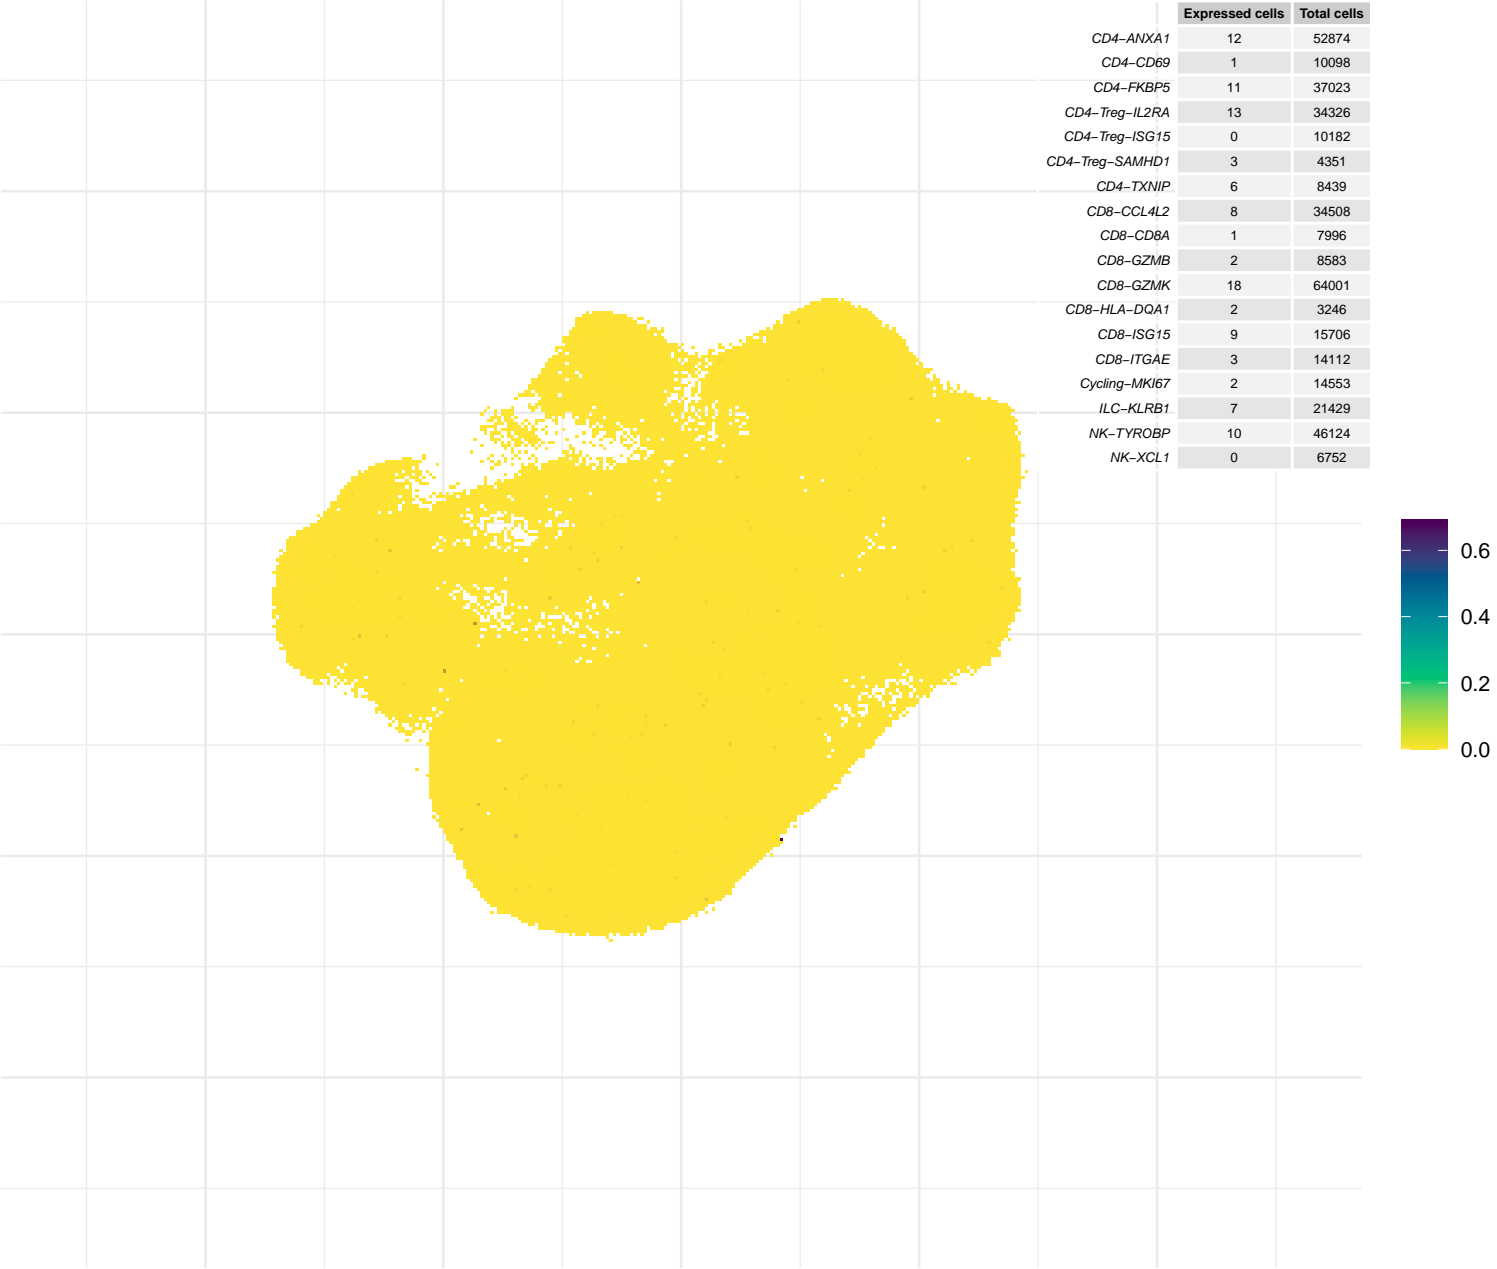 Expressed cells Total cells
CD4−ANXA1 12 52874
CD4−CD69 1 10098
CD4−FKBP5 11 37023
CD4−Treg−IL2RA 13 34326
CD4−Treg−ISG15 0 10182
CD4−Treg−SAMHD1 3 4351
CD4−TXNIP 6 8439
CD8−CCL4L2 8 34508
CD8−CD8A 1 7996
CD8−GZMB 2 8583
CD8−GZMK 18 64001
CD8−HLA−DQA1 2 3246
CD8−ISG15 9 15706
CD8−ITGAE 3 14112
Cycling−MKI67 2 14553
ILC−KLRB1 7 21429
NK−TYROBP 10 46124
NK−XCL1 0 6752
0.6
0.4
0.2
0.0